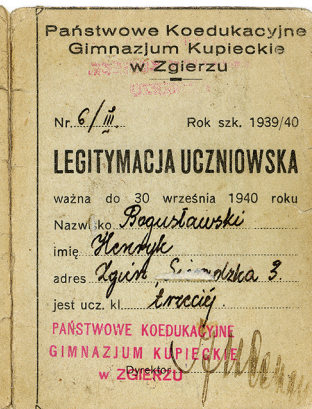 Państwowe Koedukacyjne
Gimnazjum Kupieckie
w Zgierzu
Nr. 6/III. Rok szk. 1939/40
LEGITYMACJA UCZNIOWSKA
ważna do 30 września 1940 roku
Nazwisko Bogusławski
imię Henryk
adres Zgierz, 3.
jest ucz. kl. trzeciej
PAŃSTWOWE KOEDUKACYJNE
GIMNAZJUM KUPIECKIE
w ZGIERZU
Dyrektor